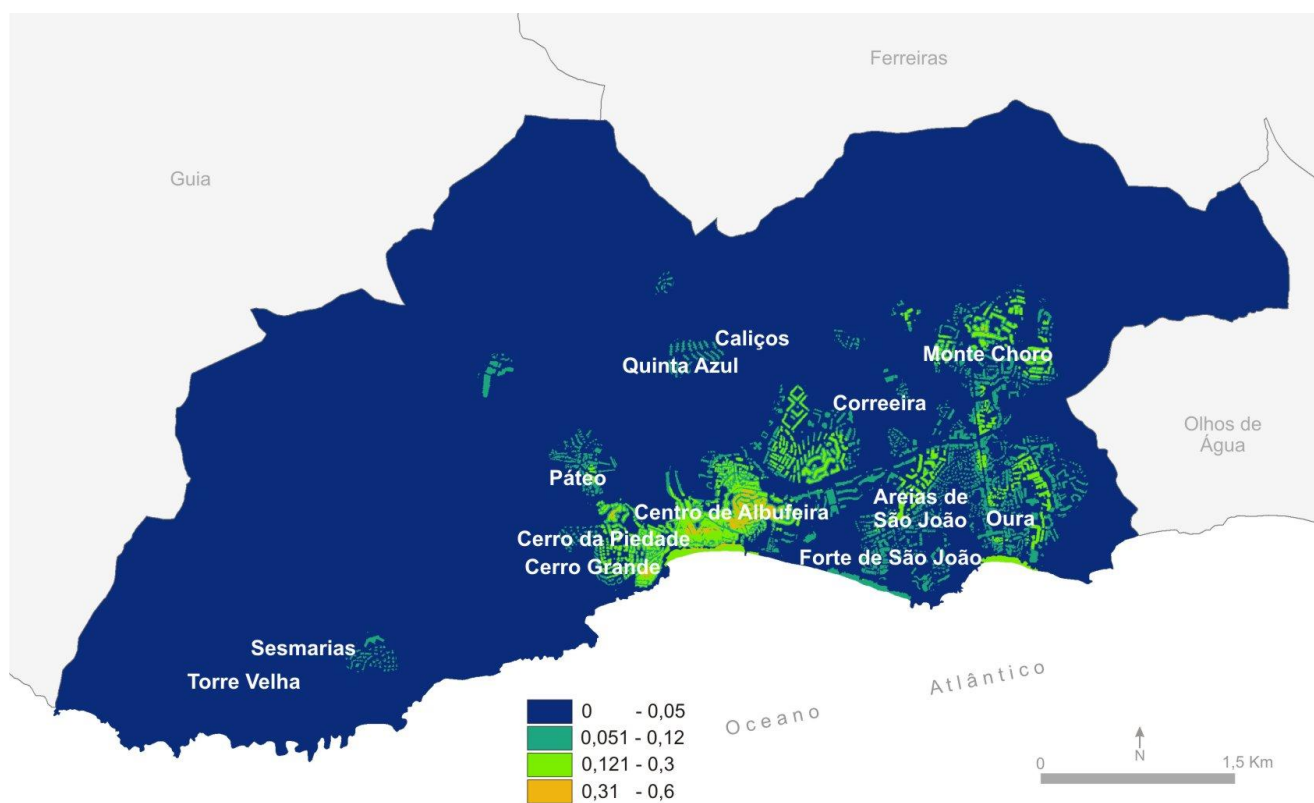 Ferreiras
Guia
Caliços
Quinta Azul
Monte Choro
Correeira
Olhos de
Água
Páteo
Centro de Albufeira
Areias de
São João
Oura
Cerro da Piedade
Forte de São João
Cerro Grande
Sesmarias
Torre Velha
Oceano Atlântico
0 - 0,05
0,051 - 0,12
0,121 - 0,3
0,31 - 0,6
N
0 1,5 Km